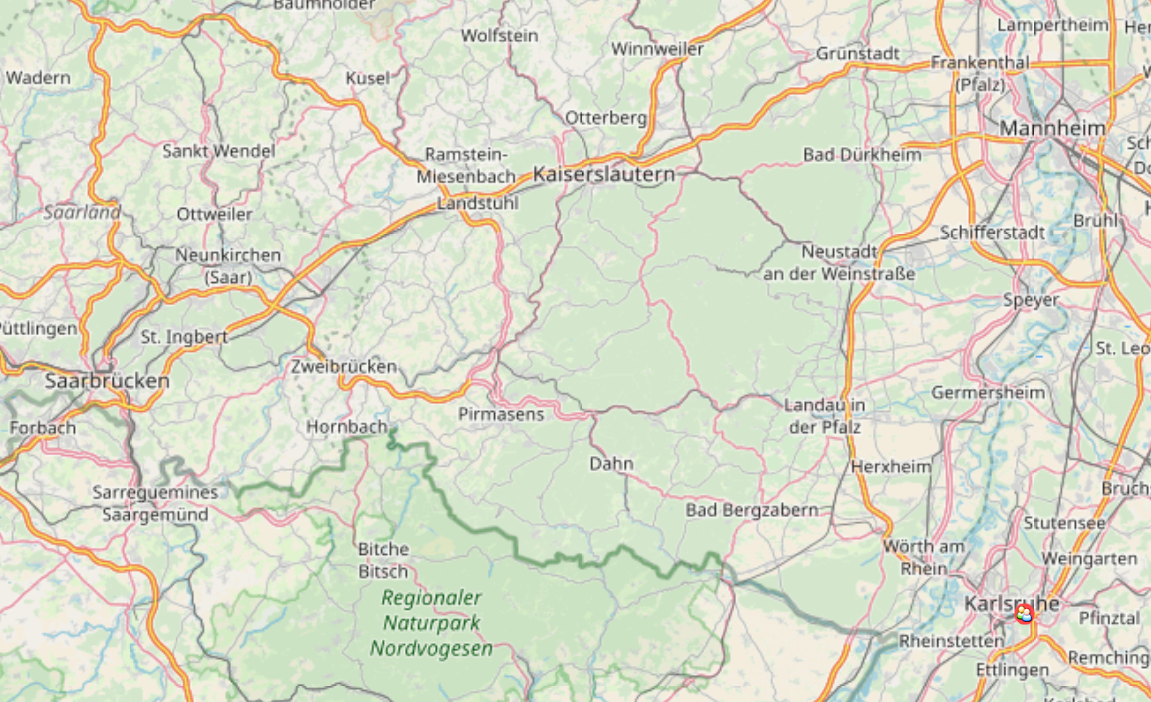 Baumholder
Wolfstein
Winnweiler
Lampertheim
Grünstadt
Frankenthal
(Pfalz)
Wadern
Kusel
Otterberg
Mannheim
Sankt Wendel
Ramstein-
Miesenbach
Kaiserslautern
Bad Dürkheim
Saarland
Ottweiler
Landstuhl
Brühl
Schifferstadt
Neunkirchen
(Saar)
Neustadt
an der Weinstraße
Speyer
Püttlingen
St. Ingbert
St. Leo
Zweibrücken
Saarbrücken
Germersheim
Forbach
Hornbach
Pirmasens
Landau in
der Pfalz
Dahn
Herxheim
Sarreguemines
Saargemünd
Bad Bergzabern
Bruch
Stutensee
Bitche
Bitsch
Wörth am
Rhein
Weingarten
Regionaler
Naturpark
Nordvogesen
Karlsruhe
Pfinztal
Rheinstetten
Ettlingen
Remching